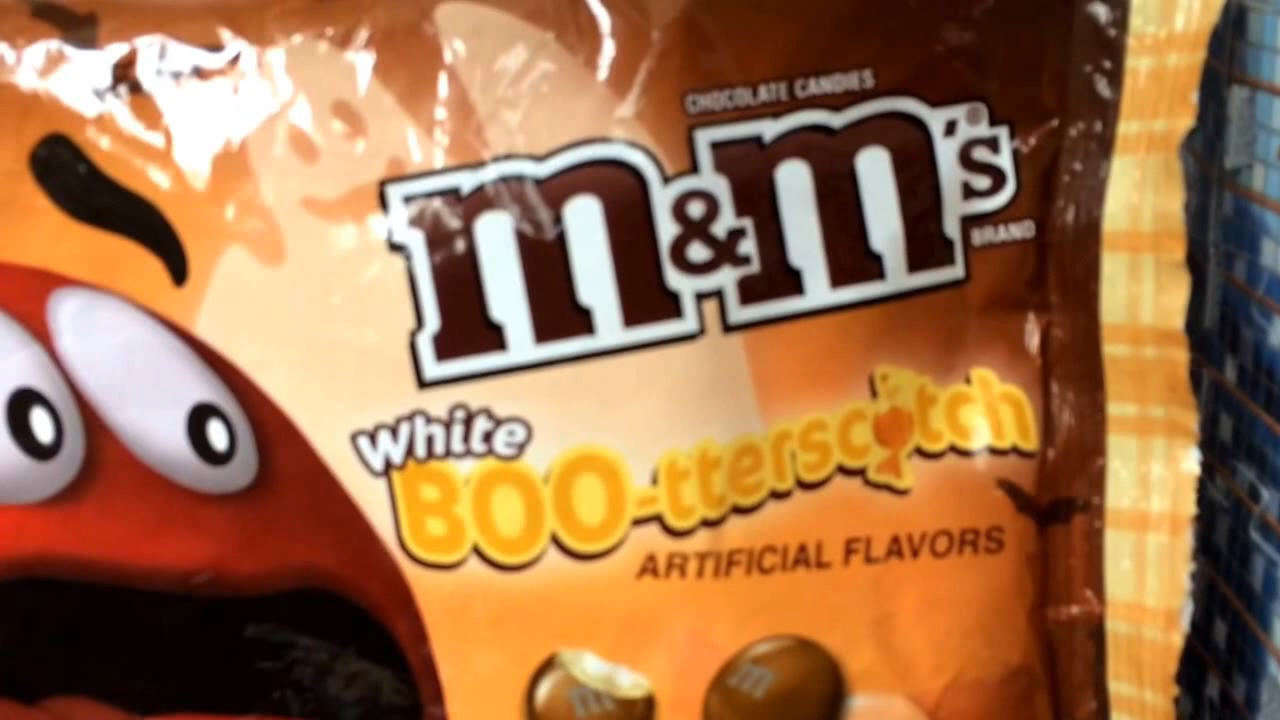 CHOCOLATE CANDIES
m&m's®
BRAND
White
BOO-tterscotch
ARTIFICIAL FLAVORS
m
m